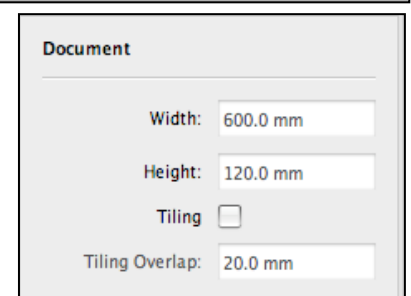 Document
Width: 600.0 mm
Height: 120.0 mm
Tiling
Tiling Overlap: 20.0 mm